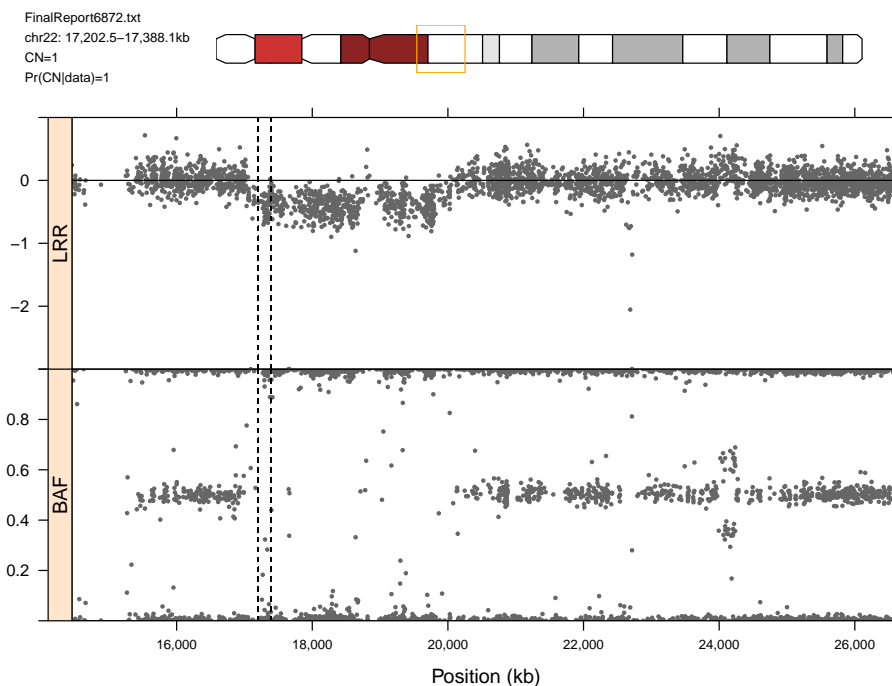 FinalReport6872.txt
chr22: 17,202.5−17,388.1kb
CN=1
Pr(CN|data)=1
LRR
0
−1
−2
BAF
0.8
0.6
0.4
0.2
16,000
18,000
20,000
22,000
24,000
26,000
Position (kb)